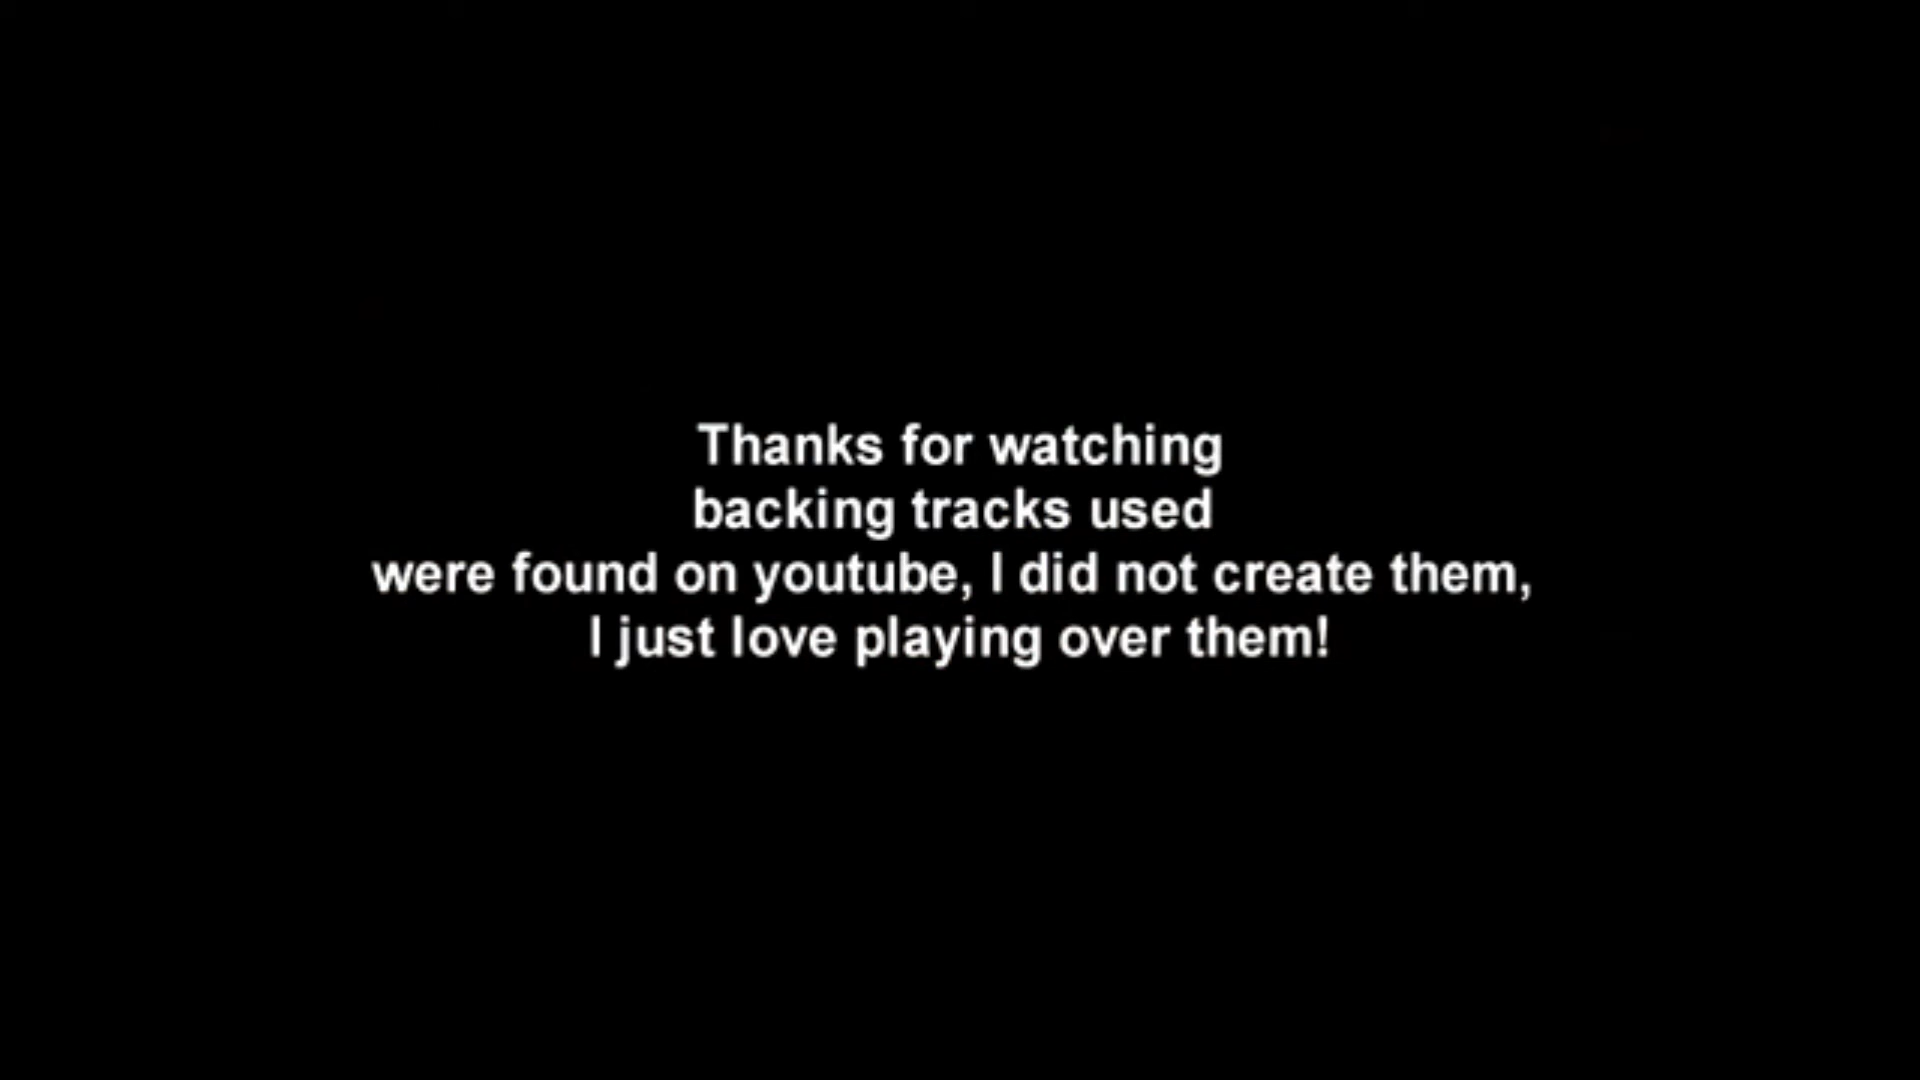 Thanks for watching
backing tracks used
were found on youtube, I did not create them,
I just love playing over them!